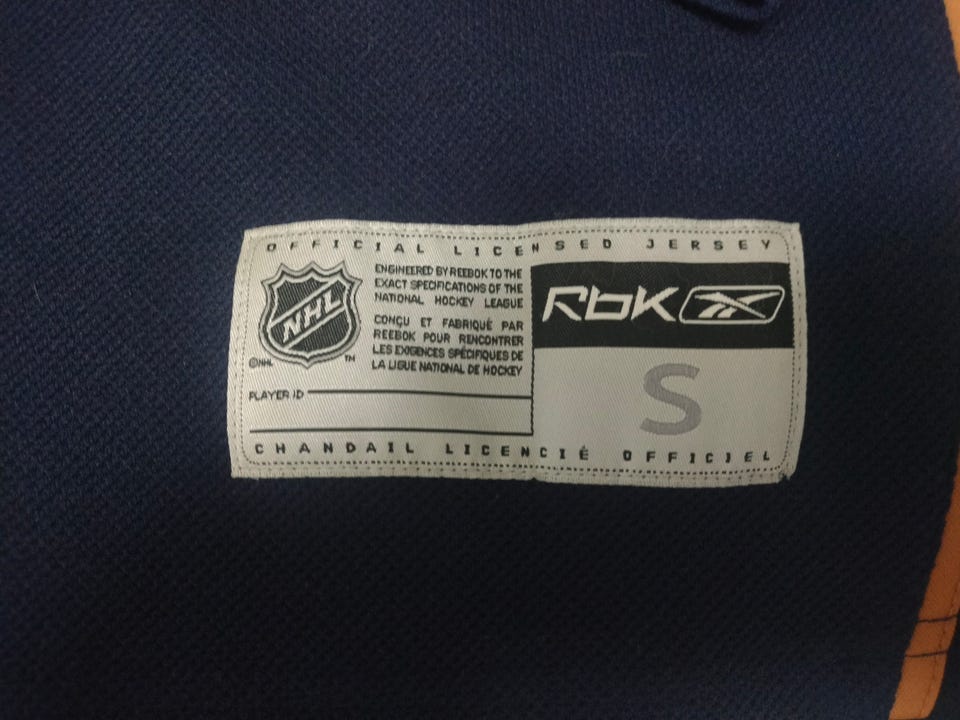 OFFICIAL LICENSED JERSEY
NHL
©NHL ™
ENGINEERED BY REEBOK TO THE
EXACT SPECIFICATIONS OF THE
NATIONAL HOCKEY LEAGUE
CONÇU ET FABRIQUÉ PAR
REEBOK POUR RENCONTRER
LES EXIGENCES SPÉCIFIQUES DE
LA LIGUE NATIONAL DE HOCKEY
PLAYER ID
RbK
S
CHANDAIL LICENCIÉ OFFICIEL